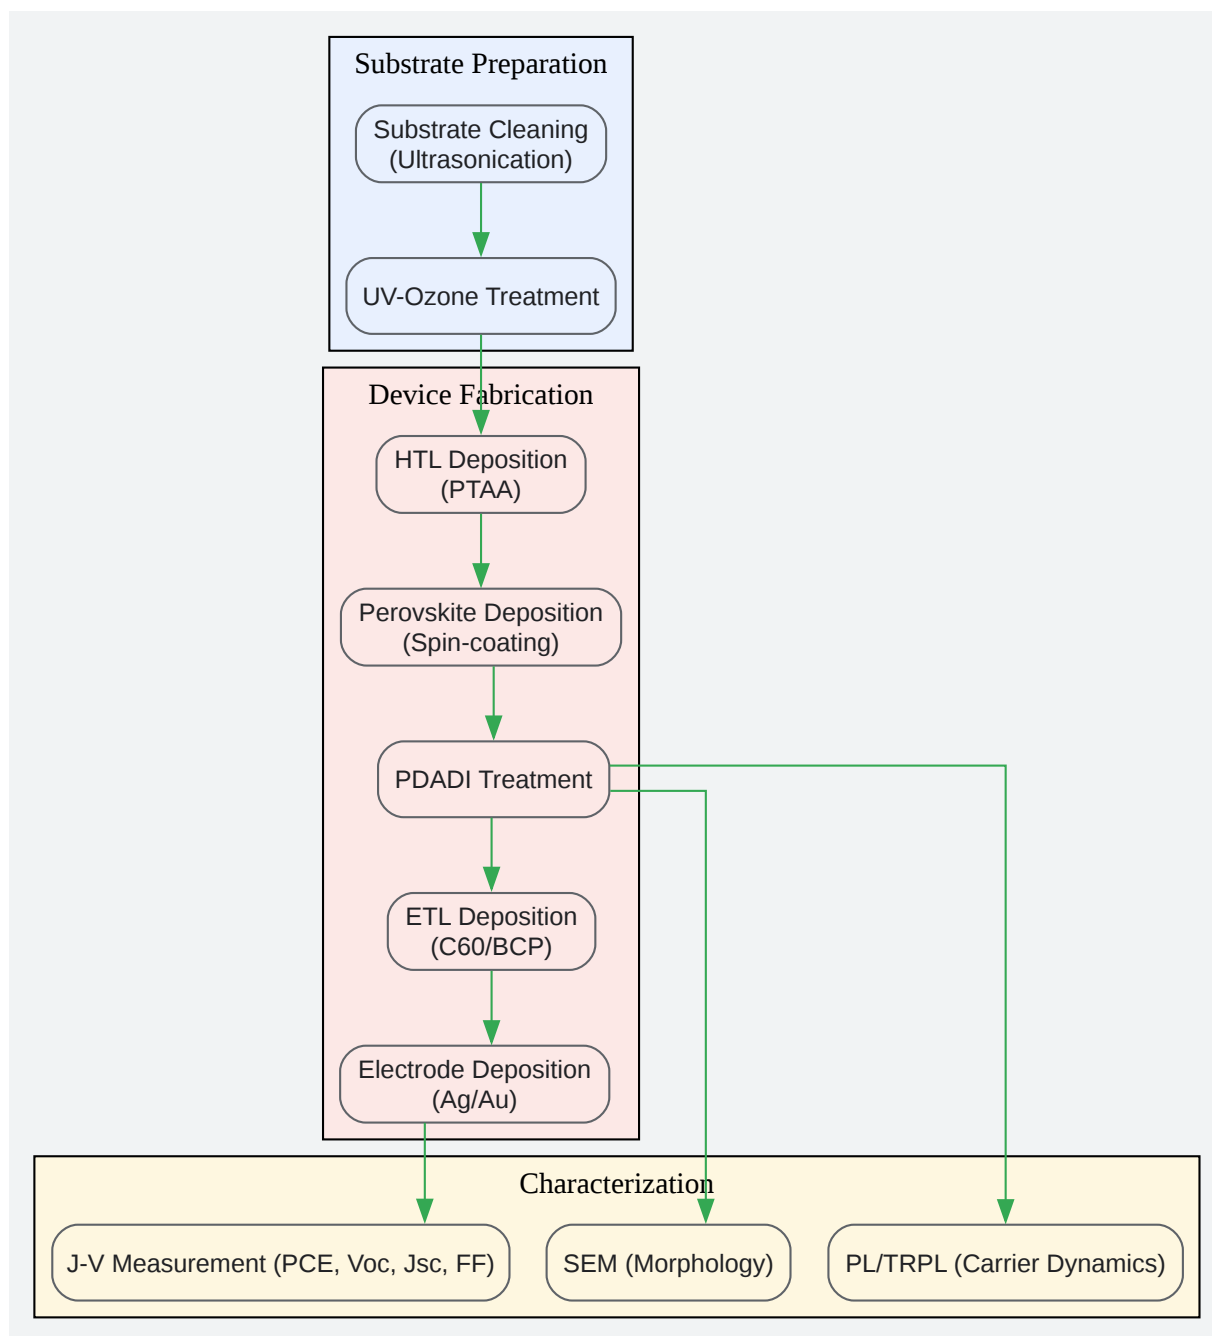 Substrate Preparation
Substrate Cleaning
(Ultrasonication)
UV-Ozone Treatment
Device Fabrication
HTL Deposition
(PTAA)
Perovskite Deposition
(Spin-coating)
PDADI Treatment
ETL Deposition
(C60/BCP)
Electrode Deposition
(Ag/Au)
Characterization
J-V Measurement (PCE, Voc, Jsc, FF)
SEM (Morphology)
PL/TRPL (Carrier Dynamics)